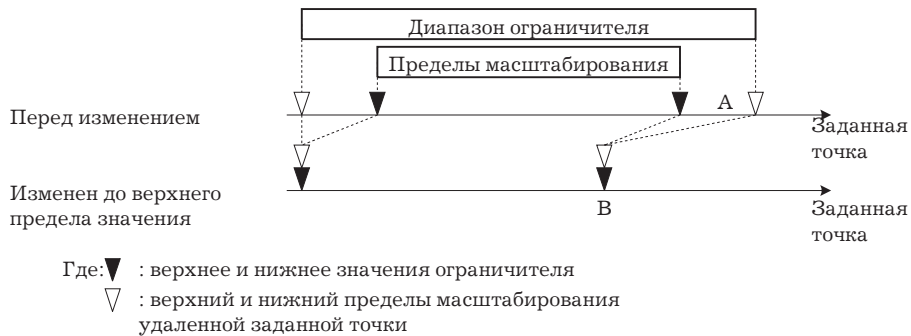 Диапазон ограничителя
Пределы масштабирования
A
Перед изменением
Заданная
точка
Изменен до верхнего
предела значения
B
Заданная
точка
Где: : верхнее и нижнее значения ограничителя
: верхний и нижний пределы масштабирования
удаленной заданной точки